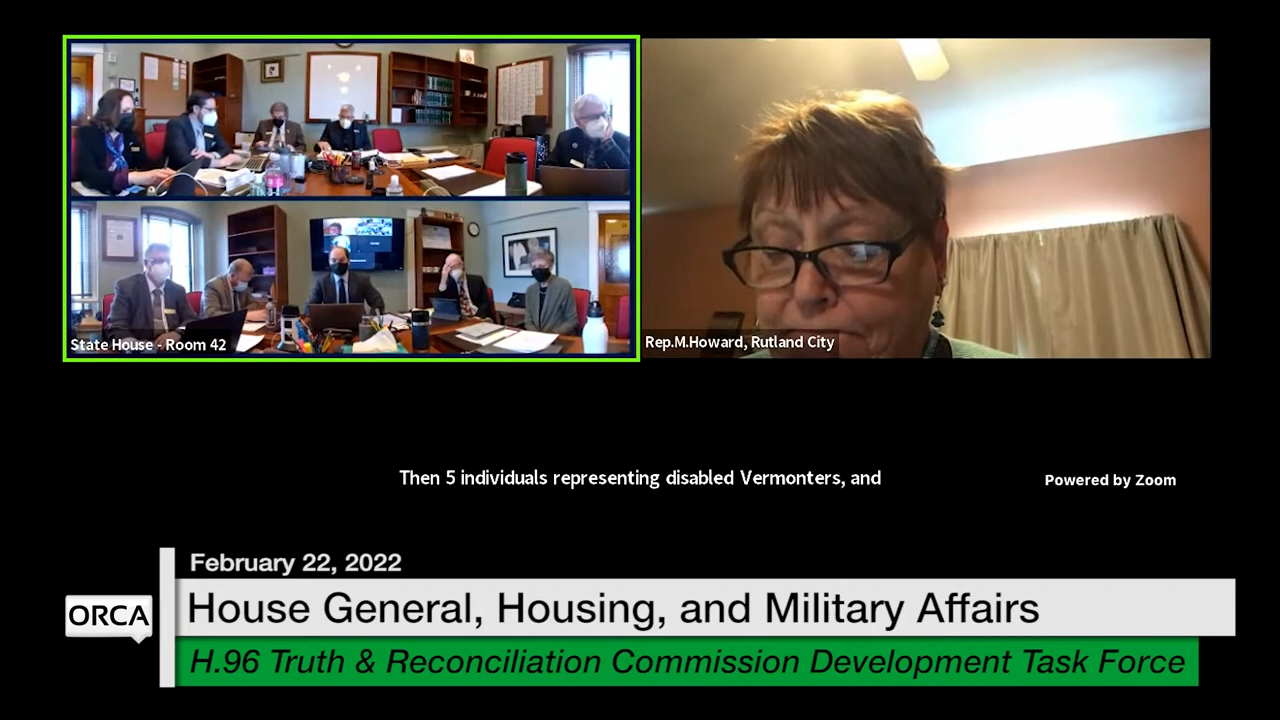 State House - Room 42
Rep.M.Howard, Rutland City
Then 5 individuals representing disabled Vermonters, and
Powered by Zoom
February 22, 2022
ORCA
House General, Housing, and Military Affairs
H.96 Truth & Reconciliation Commission Development Task Force